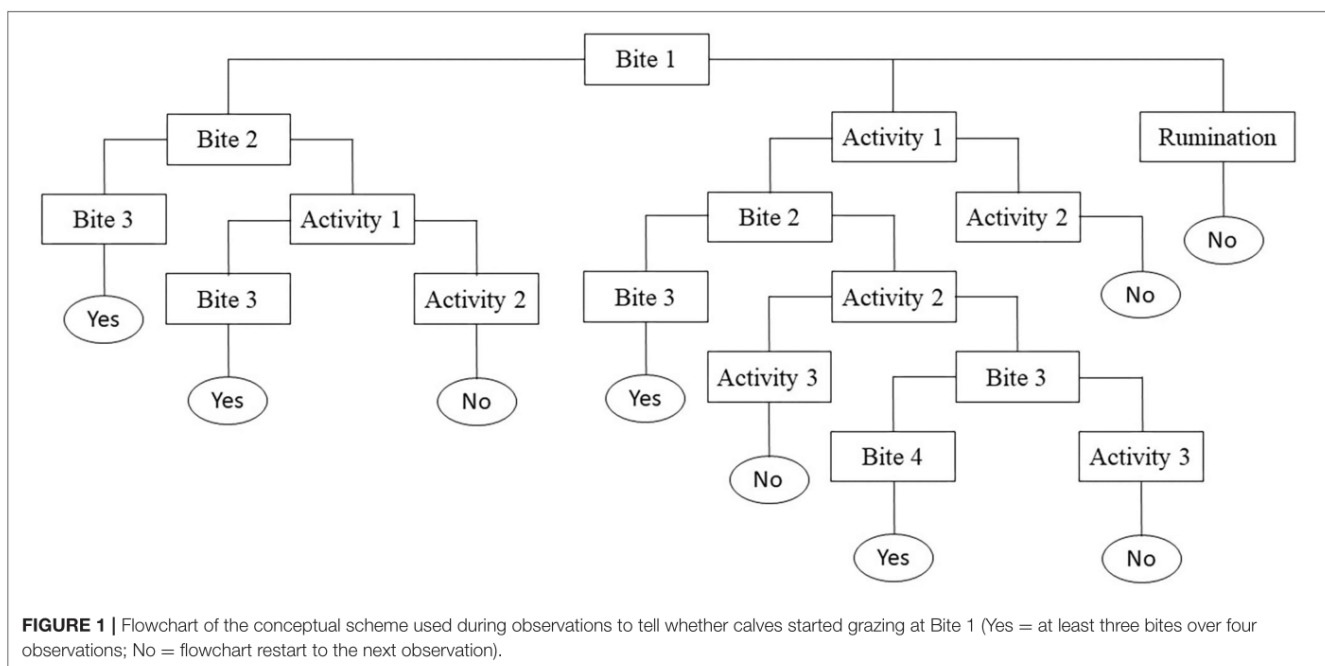 Bite 1
Bite 2 Activity 1 Rumination
Bite 3 Activity 1 Bite 2 Activity 2 No
Bite 3 Activity 2 Bite 3 Activity 2 No
Yes
Activity 3 Bite 3
Yes No Yes
Bite 4 Activity 3
No
Yes No
FIGURE 1 | Flowchart of the conceptual scheme used during observations to tell whether calves started grazing at Bite 1 (Yes = at least three bites over four
observations; No = flowchart restart to the next observation).